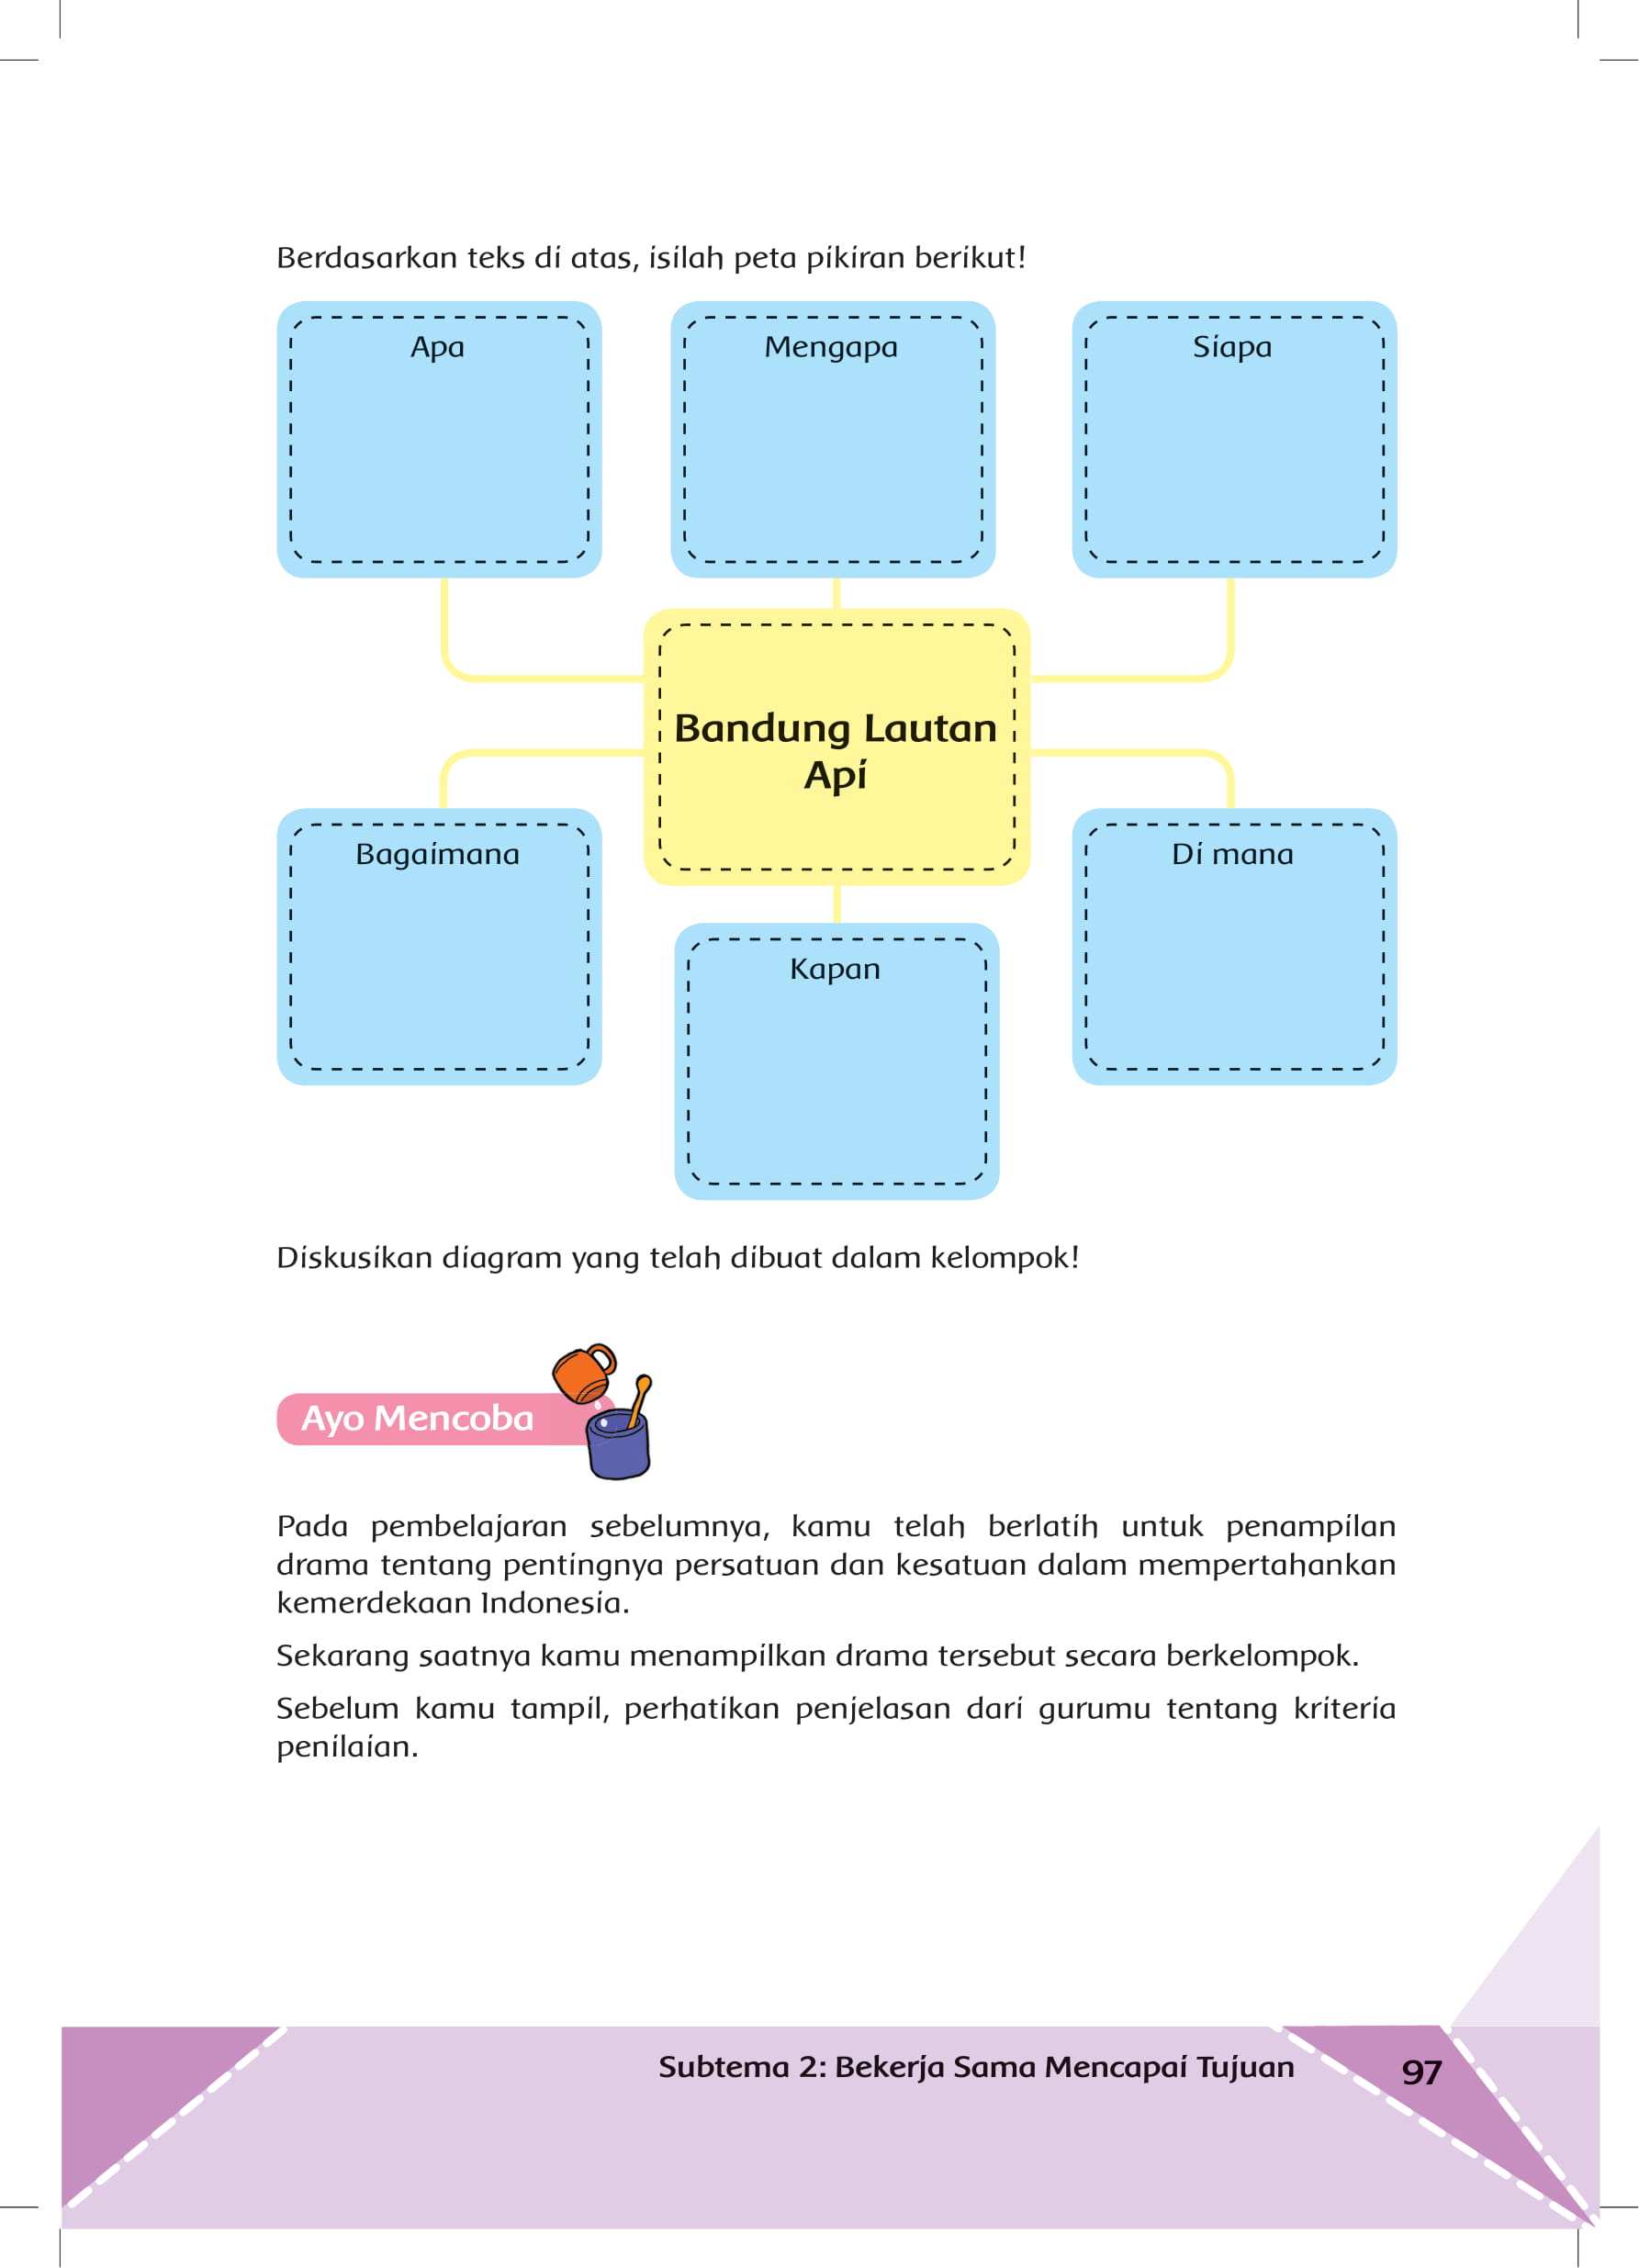 Berdasarkan teks di atas, isilah peta pikiran berikut!
Apa
Mengapa
Siapa
Bandung Lautan
Api
Bagaimana
Di mana
Kapan
Diskusikan diagram yang telah dibuat dalam kelompok!
Ayo Mencoba
Pada pembelajaran sebelumnya, kamu telah berlatih untuk penampilan
drama tentang pentingnya persatuan dan kesatuan dalam mempertahankan
kemerdekaan Indonesia.
Sekarang saatnya kamu menampilkan drama tersebut secara berkelompok.
Sebelum kamu tampil, perhatikan penjelasan dari gurumu tentang kriteria
penilaian.
Subtema 2: Bekerja Sama Mencapai Tujuan
97